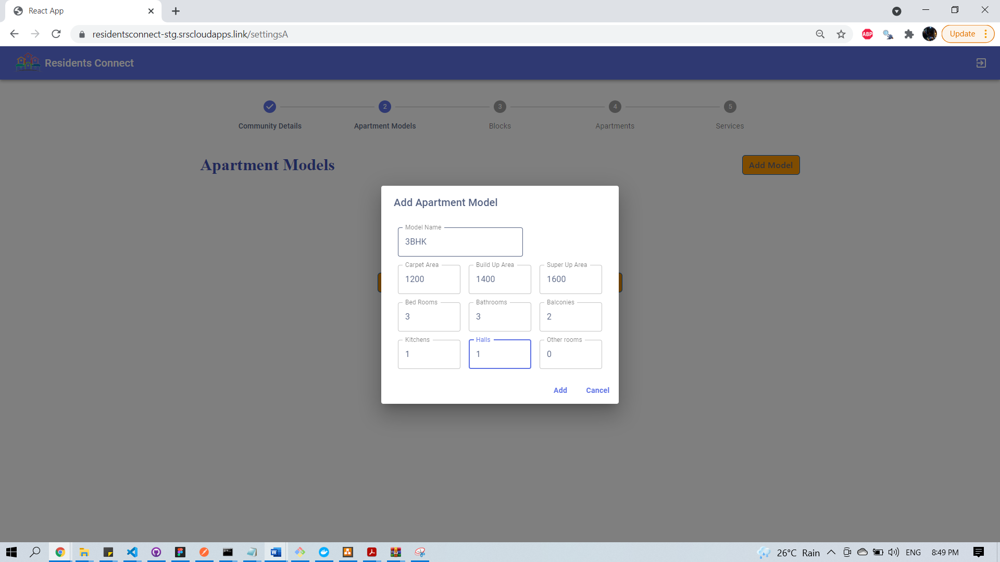 React App
residentsconnect-stg.srscloudapps.link/settingsA
ABP
Update
Residents Connect
2
3
4
5
Community Details
Apartment Models
Blocks
Apartments
Services
Apartment Models
Add Model
Add Apartment Model
Model Name
3BHK
Carpet Area
Build Up Area
Super Up Area
1200
1400
1600
Bed Rooms
Bathrooms
Balconies
3
3
2
Kitchens
Halls
Other rooms
1
1
0
Add
Cancel
26°C Rain
ENG
8:49 PM